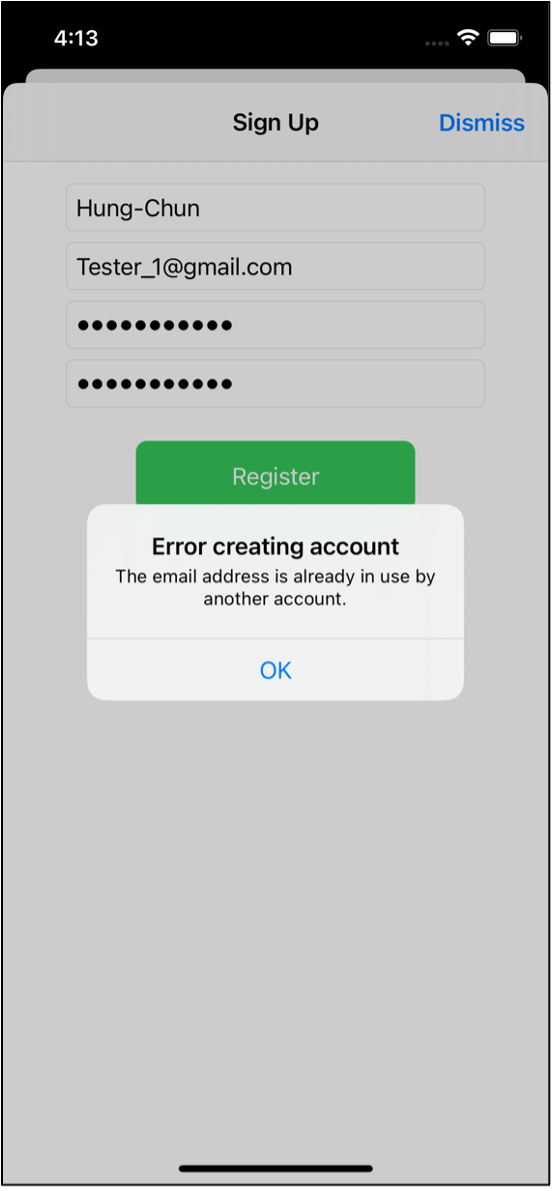 4:13
Sign Up
Dismiss
Hung-Chun
Tester_1@gmail.com
●●●●●●●●●●●
●●●●●●●●●●●
Register
Error creating account
The email address is already in use by
another account.
OK